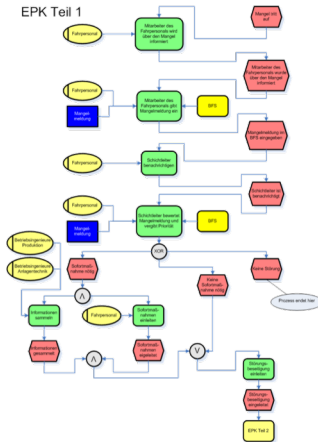 EPK Teil 1
Mangel tritt
auf
Fahrpersonal
Mitarbeiter des
Fahrpersonals wird
über den Mangel
informiert
Mitarbeiter des
Fahrpersonals wurde
über den Mangel
informiert
Fahrpersonal
Mangel
meldung
Mitarbeiter des
Fahrpersonals gibt
Mangelmeldung ein
BFS
Mangelmeldung im
BFS eingegeben
Fahrpersonal
Schichtleiter
benachrichtigen
Schichtleiter ist
benachrichtigt
Fahrpersonal
Mangel
meldung
Schichtleiter bewertet
Mangelmeldung und
vergibt Priorität
BFS
XOR
Betriebsingenieure
Produktion
Betriebsingenieure
Anlagentechnik
Sofortmaß-
nahme nötig
Keine
Sofortmaß-
nahme nötig
Keine Störung
Prozess endet hier
Λ
Informationen
sammeln
Fahrpersonal
Sofortmaß-
nahmen
einleiten
Informationen
gesammelt
Sofortmaß-
nahmen
eigeleitet
Λ
V
Störungs-
beseitigung
einleiten
Störungs-
beseitigung
eingeleitet
EPK Teil 2